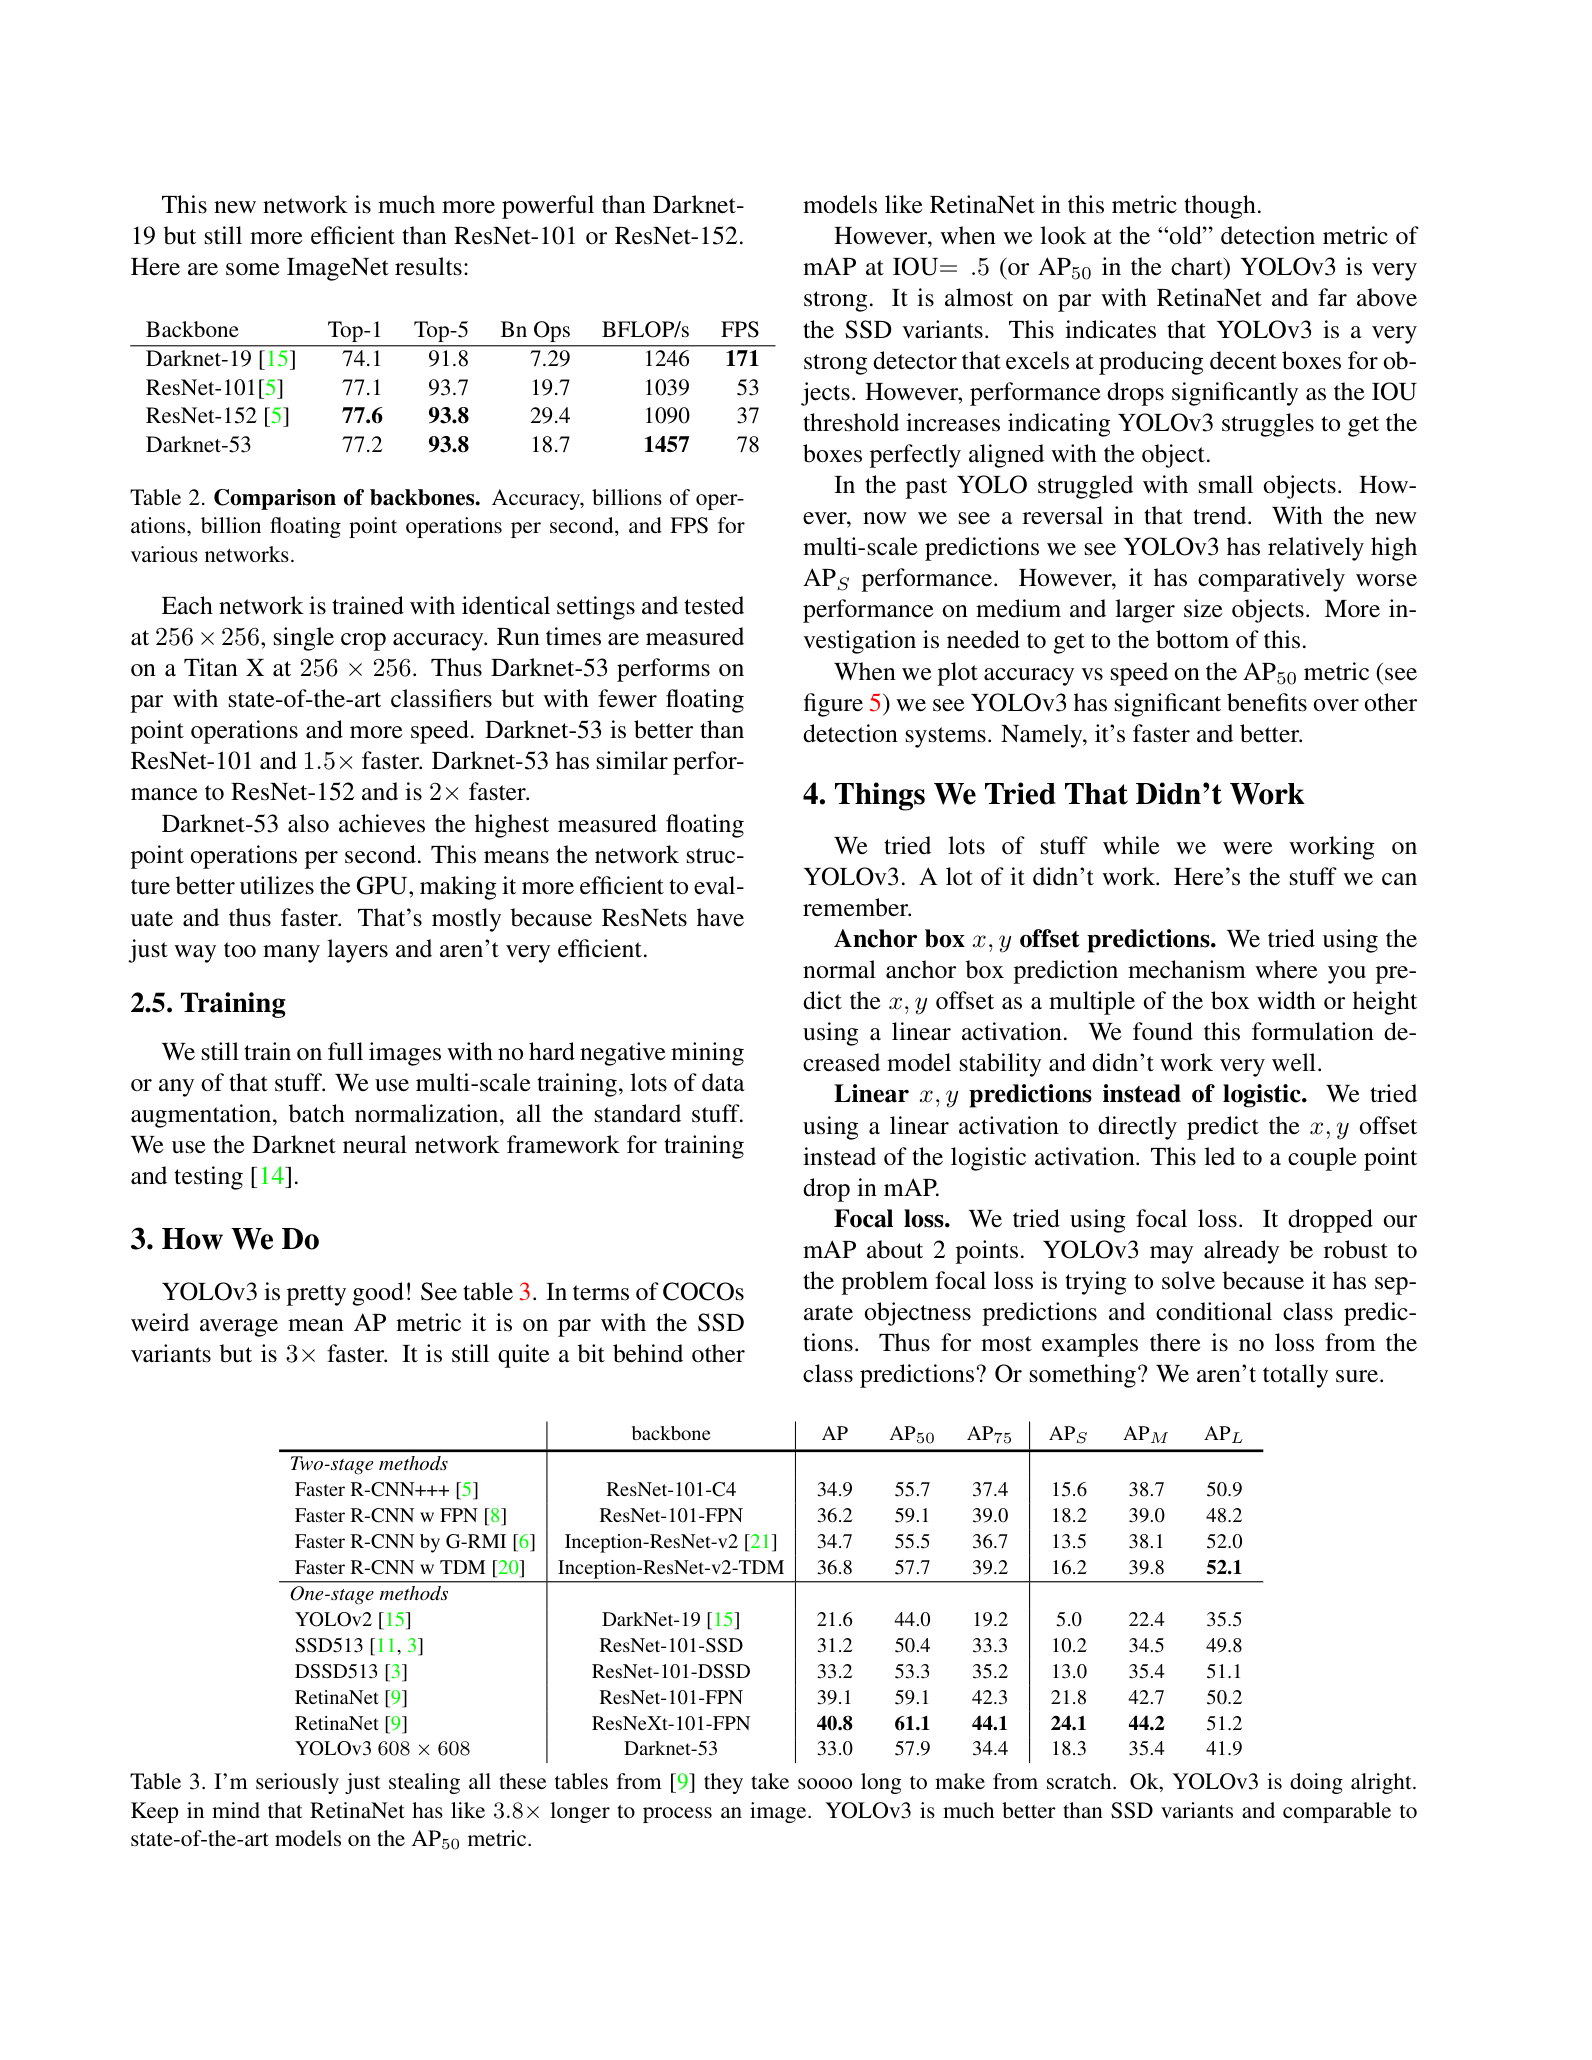 This new network is much more powerful than Darknet-
19 but still more efficient than ResNet-101 or ResNet-152.
Here are some ImageNet results:
Backbone Top-1 Top-5 Bn Ops BFLOP/s FPS
Darknet-19 [15] 74.1 91.8 7.29 1246 171
ResNet-101[5] 77.1 93.7 19.7 1039 53
ResNet-152 [5] 77.6 93.8 29.4 1090 37
Darknet-53 77.2 93.8 18.7 1457 78
Table 2. Comparison of backbones. Accuracy, billions of oper-
ations, billion floating point operations per second, and FPS for
various networks.
Each network is trained with identical settings and tested
at 256 × 256, single crop accuracy. Run times are measured
on a Titan X at 256 × 256. Thus Darknet-53 performs on
par with state-of-the-art classifiers but with fewer floating
point operations and more speed. Darknet-53 is better than
ResNet-101 and 1.5× faster. Darknet-53 has similar perfor-
mance to ResNet-152 and is 2× faster.
Darknet-53 also achieves the highest measured floating
point operations per second. This means the network struc-
ture better utilizes the GPU, making it more efficient to eval-
uate and thus faster. That's mostly because ResNets have
just way too many layers and aren't very efficient.
2.5. Training
We still train on full images with no hard negative mining
or any of that stuff. We use multi-scale training, lots of data
augmentation, batch normalization, all the standard stuff.
We use the Darknet neural network framework for training
and testing [14].
3. How We Do
YOLOv3 is pretty good! See table 3. In terms of COCOs
weird average mean AP metric it is on par with the SSD
variants but is 3× faster. It is still quite a bit behind other
models like RetinaNet in this metric though.
However, when we look at the “old” detection metric of
mAP at IOU= .5 (or AP50 in the chart) YOLOv3 is very
strong. It is almost on par with RetinaNet and far above
the SSD variants. This indicates that YOLOv3 is a very
strong detector that excels at producing decent boxes for ob-
jects. However, performance drops significantly as the IOU
threshold increases indicating YOLOv3 struggles to get the
boxes perfectly aligned with the object.
In the past YOLO struggled with small objects. How-
ever, now we see a reversal in that trend. With the new
multi-scale predictions we see YOLOv3 has relatively high
APS performance. However, it has comparatively worse
performance on medium and larger size objects. More in-
vestigation is needed to get to the bottom of this.
When we plot accuracy vs speed on the AP50 metric (see
figure 5) we see YOLOv3 has significant benefits over other
detection systems. Namely, it's faster and better.
4. Things We Tried That Didn't Work
We tried lots of stuff while we were working on
YOLOv3. A lot of it didn't work. Here's the stuff we can
remember.
Anchor box x, y offset predictions. We tried using the
normal anchor box prediction mechanism where you pre-
dict the x, y offset as a multiple of the box width or height
using a linear activation. We found this formulation de-
creased model stability and didn't work very well.
Linear x, y predictions instead of logistic. We tried
using a linear activation to directly predict the x, y offset
instead of the logistic activation. This led to a couple point
drop in mAP.
Focal loss. We tried using focal loss. It dropped our
mAP about 2 points. YOLOv3 may already be robust to
the problem focal loss is trying to solve because it has sep-
arate objectness predictions and conditional class predic-
tions. Thus for most examples there is no loss from the
class predictions? Or something? We aren't totally sure.
backbone AP AP50 AP75 APS APM APL
Two-stage methods
Faster R-CNN+++ [5] ResNet-101-C4 34.9 55.7 37.4 15.6 38.7 50.9
Faster R-CNN w FPN [8] ResNet-101-FPN 36.2 59.1 39.0 18.2 39.0 48.2
Faster R-CNN by G-RMI [6] Inception-ResNet-v2 [21] 34.7 55.5 36.7 13.5 38.1 52.0
Faster R-CNN w TDM [20] Inception-ResNet-v2-TDM 36.8 57.7 39.2 16.2 39.8 52.1
One-stage methods
YOLOv2 [15] DarkNet-19 [15] 21.6 44.0 19.2 5.0 22.4 35.5
SSD513 [11, 3] ResNet-101-SSD 31.2 50.4 33.3 10.2 34.5 49.8
DSSD513 [3] ResNet-101-DSSD 33.2 53.3 35.2 13.0 35.4 51.1
RetinaNet [9] ResNet-101-FPN 39.1 59.1 42.3 21.8 42.7 50.2
RetinaNet [9] ResNeXt-101-FPN 40.8 61.1 44.1 24.1 44.2 51.2
YOLOv3 608 × 608 Darknet-53 33.0 57.9 34.4 18.3 35.4 41.9
Table 3. I'm seriously just stealing all these tables from [9] they take soooo long to make from scratch. Ok, YOLOv3 is doing alright.
Keep in mind that RetinaNet has like 3.8× longer to process an image. YOLOv3 is much better than SSD variants and comparable to
state-of-the-art models on the AP50 metric.